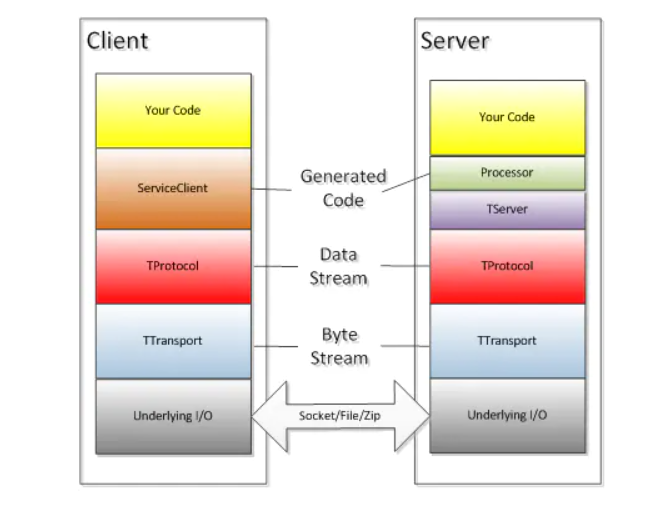 Client
Server
Your Code
Your Code
Generated
Code
Processor
ServiceClient
TServer
Data
Stream
TProtocol
TProtocol
Byte
Stream
TTransport
TTransport
Underlying I/O
Socket/File/Zip
Underlying I/O